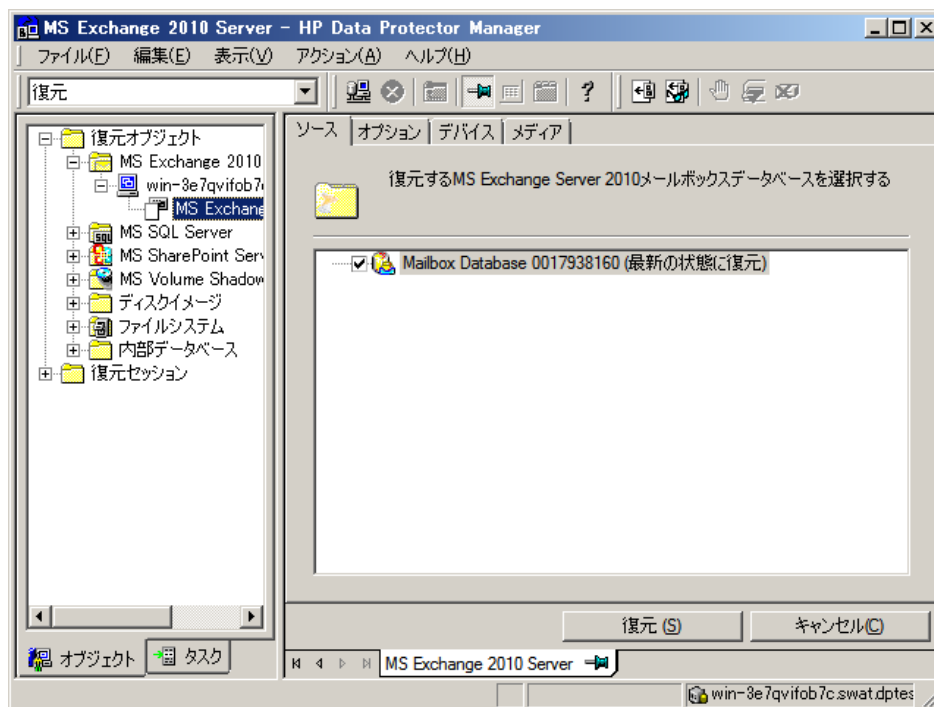 MS Exchange 2010 Server - HP Data Protector Manager
ファイル(F) 編集(E) 表示(V) アクション(A) ヘルプ(H)
復元
復元オブジェクト
MS Exchange 2010
win-3e7qvifob7
MS Exchang
SQL
MS SQL Server
MS SharePoint Serv
MS Volume Shadow
ディスクイメージ
ファイルシステム
内部データベース
復元セッション
オブジェクト
タスク
ソース オプション デバイス メディア
復元するMS Exchange Server 2010メールボックスデータベースを選択する
Mailbox Database 0017938160 (最新の状態に復元)
復元 (S)
キャンセル(C)
MS Exchange 2010 Server
win-3e7qvifob7c.swat.dptes